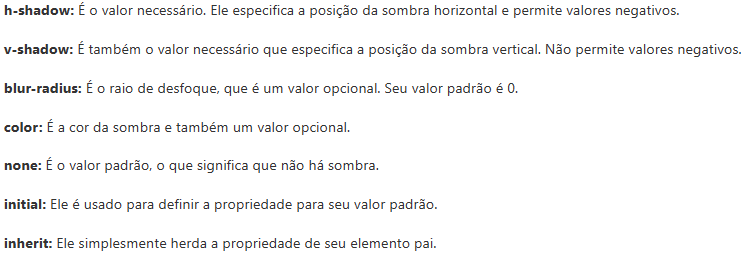 h-shadow: É o valor necessário. Ele especifica a posição da sombra horizontal e permite valores negativos.
v-shadow: É também o valor necessário que especifica a posição da sombra vertical. Não permite valores negativos.
blur-radius: É o raio de desfoque, que é um valor opcional. Seu valor padrão é 0.
color: É a cor da sombra e também um valor opcional.
none: É o valor padrão, o que significa que não há sombra.
initial: Ele é usado para definir a propriedade para seu valor padrão.
inherit: Ele simplesmente herda a propriedade de seu elemento pai.